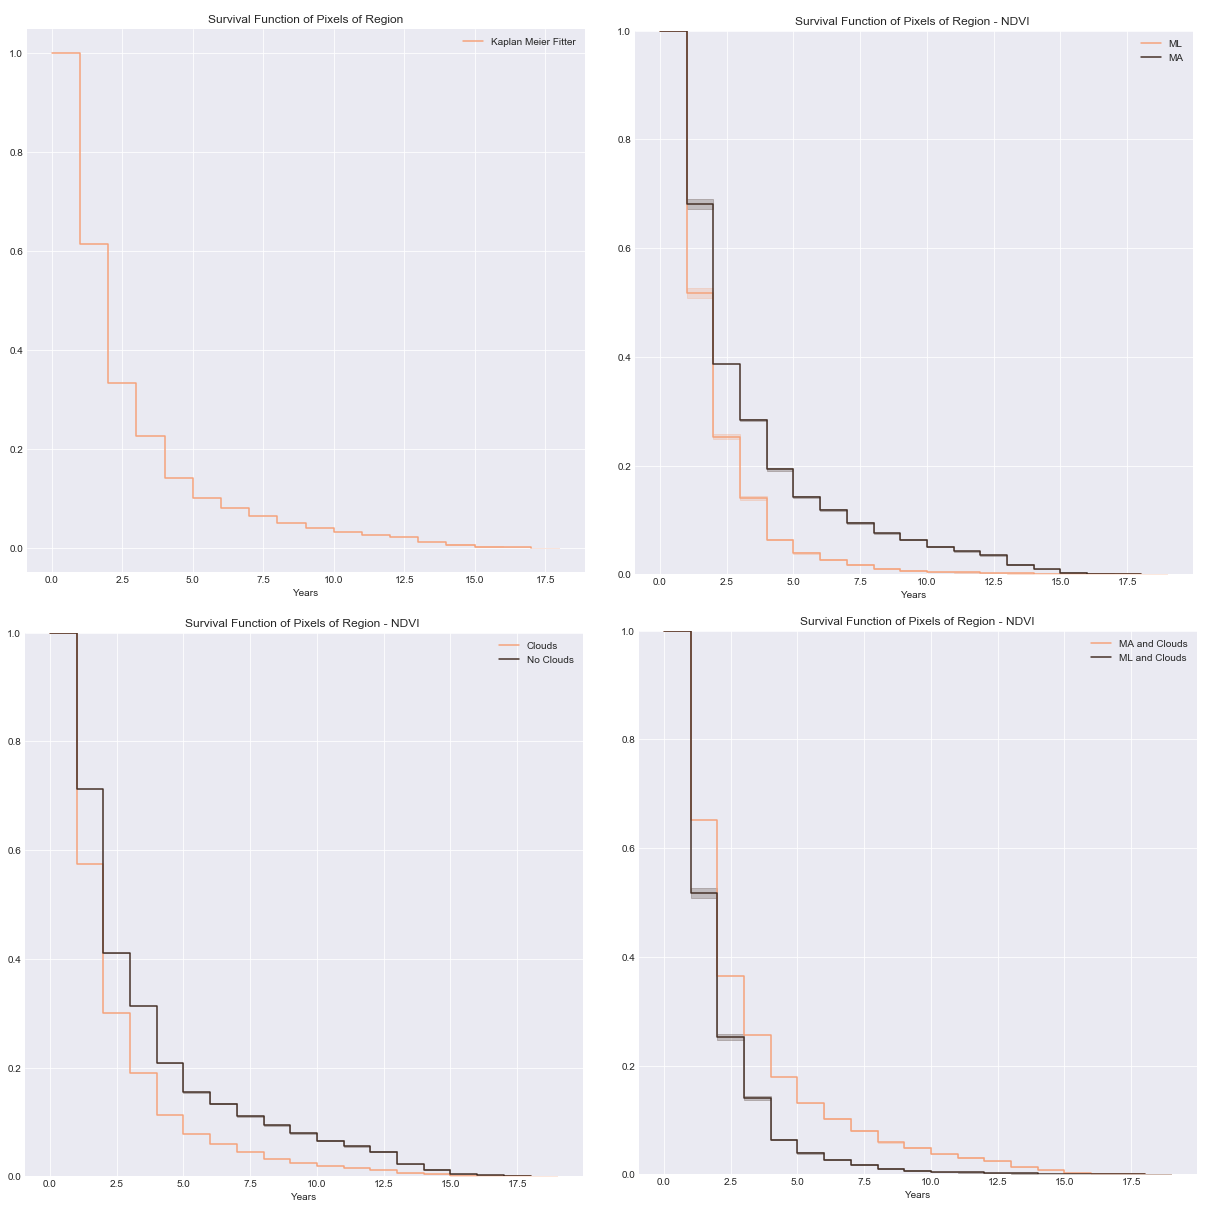 Survival Function of Pixels of Region
Kaplan Meier Fitter
1.0
0.8
0.6
0.4
0.2
0.0
0.0 2.5 5.0 7.5 10.0 12.5 15.0 17.5
Years
Survival Function of Pixels of Region - NDVI
ML
MA
1.0
0.8
0.6
0.4
0.2
0.0
0.0 2.5 5.0 7.5 10.0 12.5 15.0 17.5
Years
Survival Function of Pixels of Region - NDVI
Clouds
No Clouds
1.0
0.8
0.6
0.4
0.2
0.0
0.0 2.5 5.0 7.5 10.0 12.5 15.0 17.5
Years
Survival Function of Pixels of Region - NDVI
MA and Clouds
ML and Clouds
1.0
0.8
0.6
0.4
0.2
0.0
0.0 2.5 5.0 7.5 10.0 12.5 15.0 17.5
Years